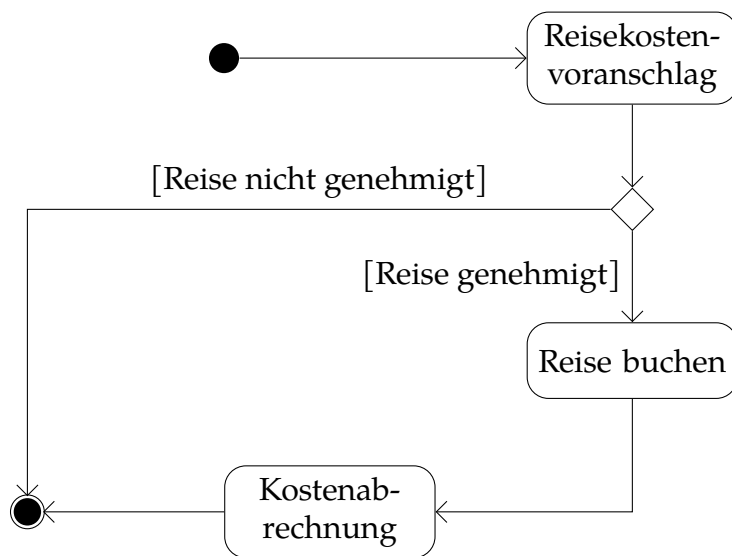 Reisekosten-
voranschlag
[Reise nicht genehmigt]
[Reise genehmigt]
Reise buchen
Kostenab-
rechnung